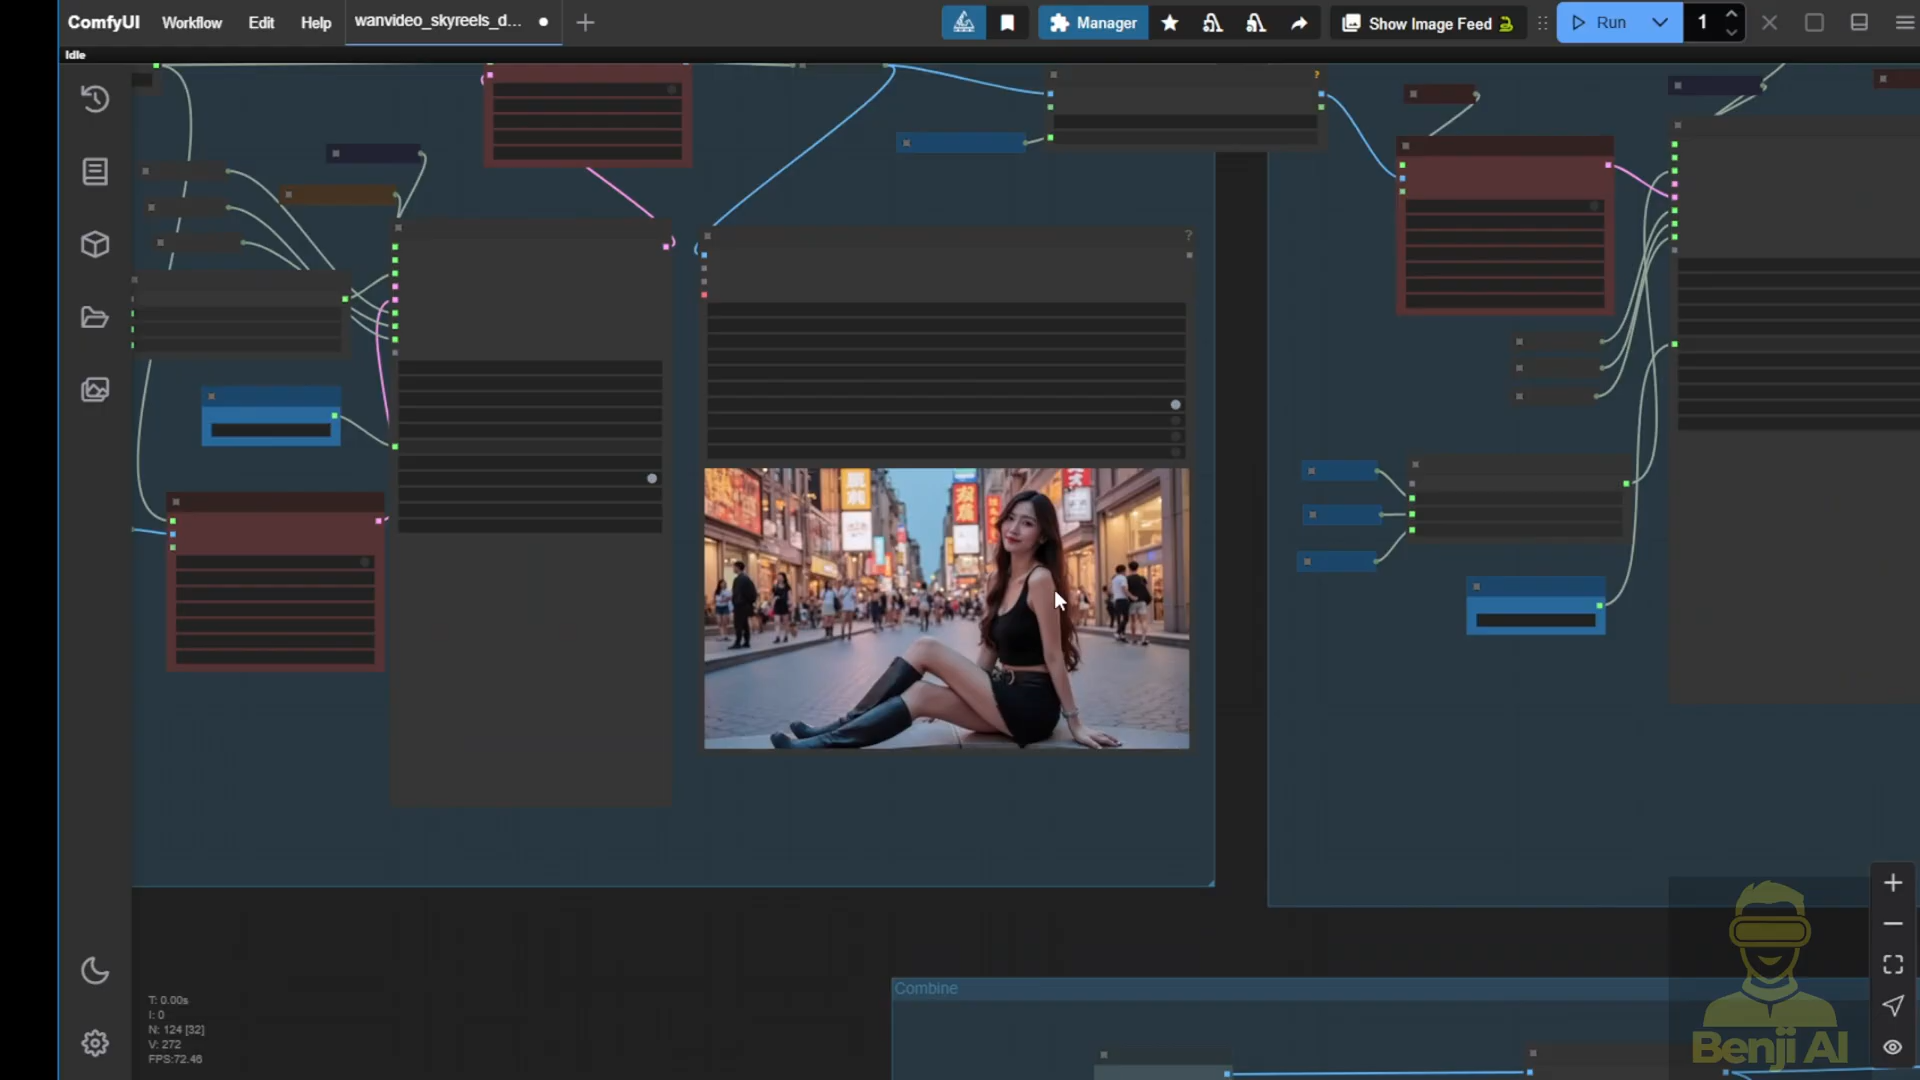 ComfyUI Workflow Edit Help wanvideo_skyreels_d... Manager Show Image Feed Run 1
Idle
?
?
Combine
T: 0.00s
I: 0
N: 124 [32]
V: 272
FPS:72.46
Benji AI